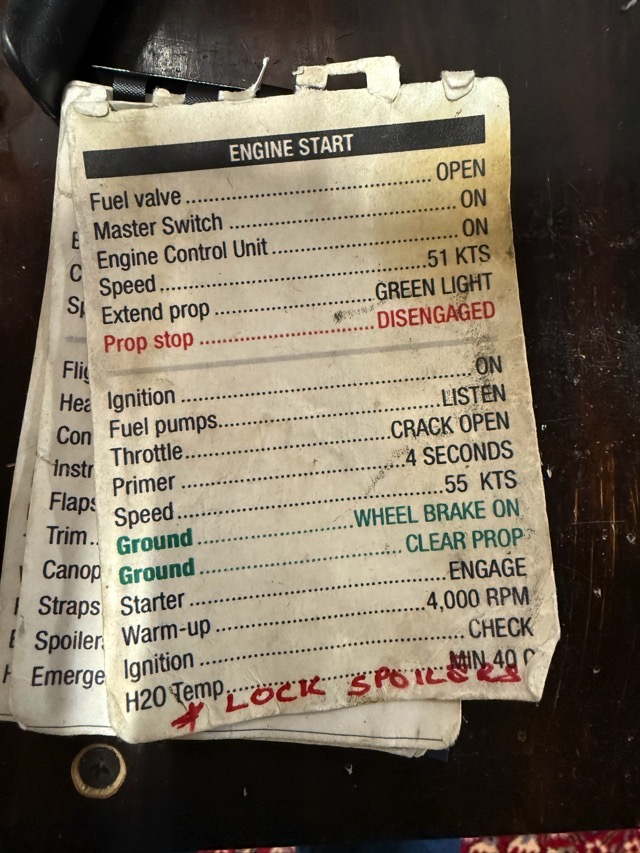 ENGINE START
Fuel valve ........ OPEN
Master Switch ........ ON
Engine Control Unit ........ ON
Speed ........ 51 KTS
Extend prop ........ GREEN LIGHT
Prop stop ........ DISENGAGED
Ignition ........ ON
Fuel pumps ........ LISTEN
Throttle ........ CRACK OPEN
Primer ........ 4 SECONDS
Speed ........ 55 KTS
Ground ........ WHEEL BRAKE ON
Ground ........ CLEAR PROP
Starter ........ ENGAGE
Warm-up ........ 4,000 RPM
Ignition ........ CHECK
H20 Temp ........ MIN 40 C
* LOCK SPOILERS
Flaps
Trim
Straps